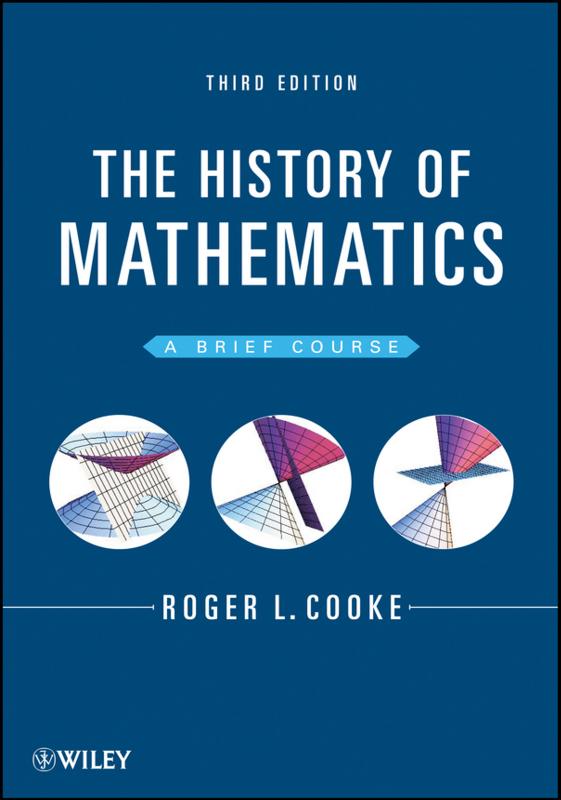 THIRD EDITION
THE HISTORY OF
MATHEMATICS
A BRIEF COURSE
ROGER L. COOKE
WILEY